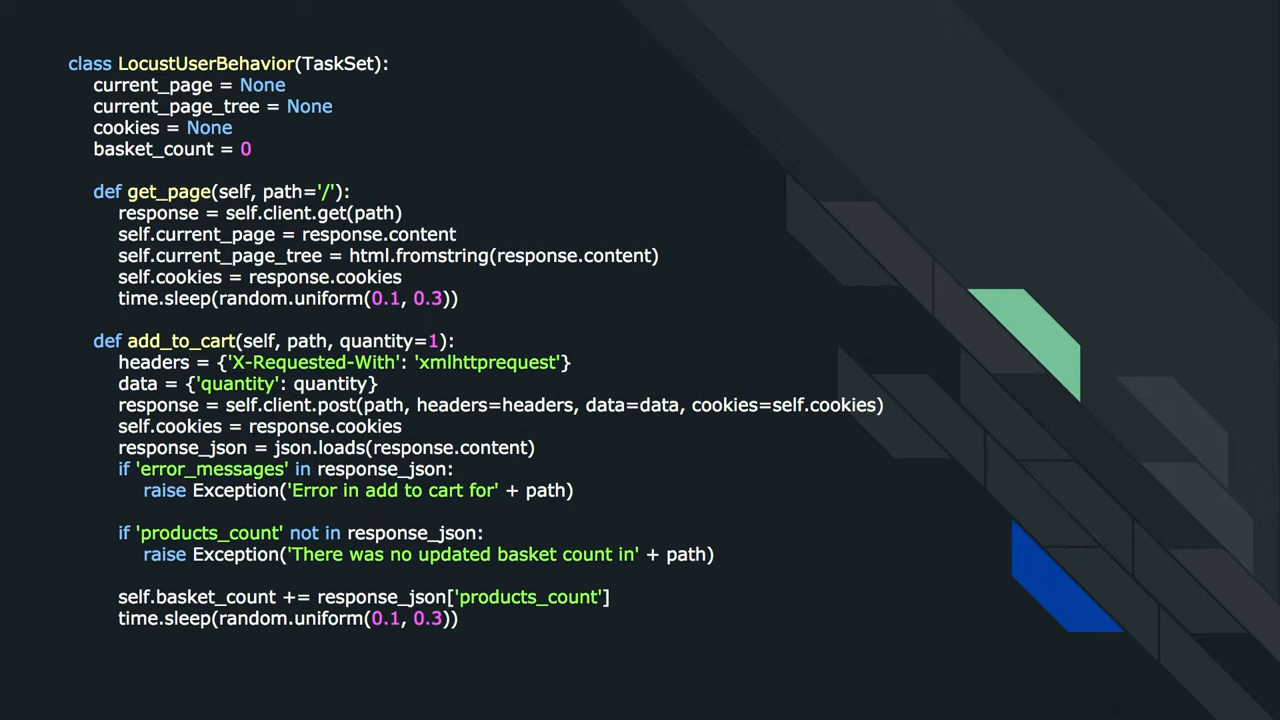 class LocustUserBehavior(TaskSet):
    current_page = None
    current_page_tree = None
    cookies = None
    basket_count = 0

    def get_page(self, path='/'):
        response = self.client.get(path)
        self.current_page = response.content
        self.current_page_tree = html.fromstring(response.content)
        self.cookies = response.cookies
        time.sleep(random.uniform(0.1, 0.3))

    def add_to_cart(self, path, quantity=1):
        headers = {'X-Requested-With': 'xmlhttprequest'}
        data = {'quantity': quantity}
        response = self.client.post(path, headers=headers, data=data, cookies=self.cookies)
        self.cookies = response.cookies
        response_json = json.loads(response.content)
        if 'error_messages' in response_json:
            raise Exception('Error in add to cart for' + path)

        if 'products_count' not in response_json:
            raise Exception('There was no updated basket count in' + path)

        self.basket_count += response_json['products_count']
        time.sleep(random.uniform(0.1, 0.3))